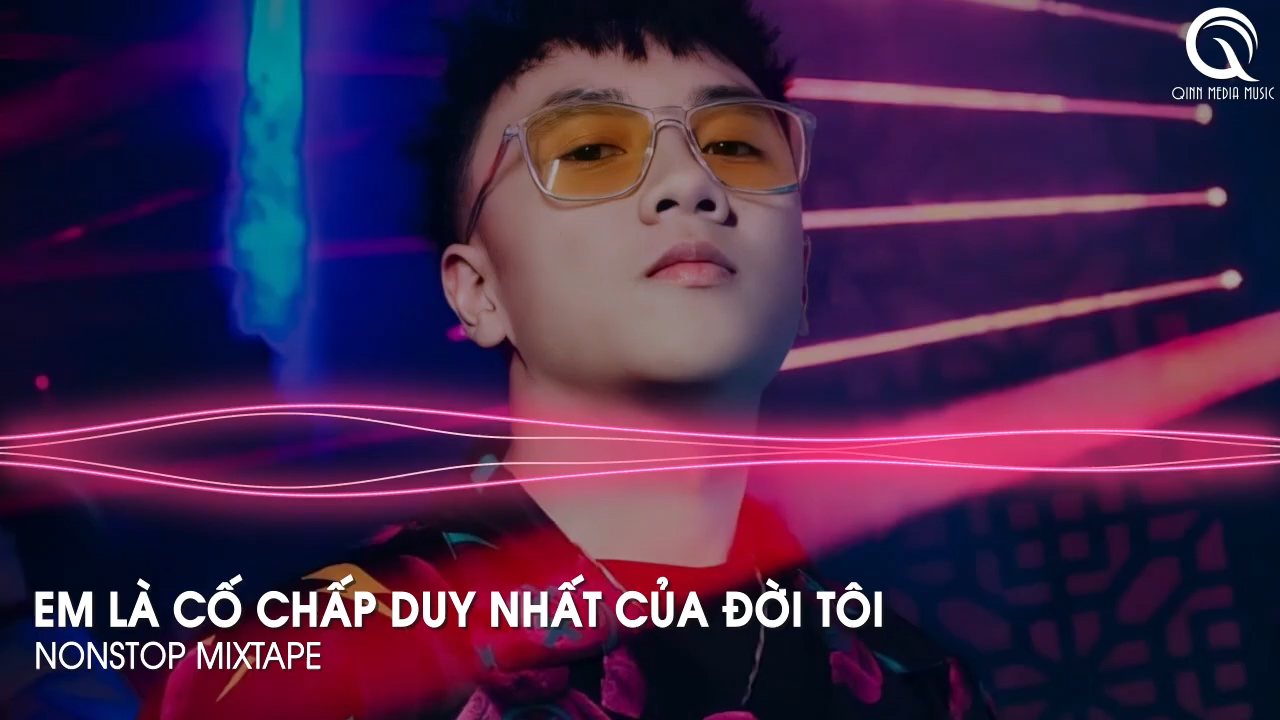 QINN MEDIA MUSIC
EM LÀ CỐ CHẤP DUY NHẤT CỦA ĐỜI TÔI
NONSTOP MIXTAPE